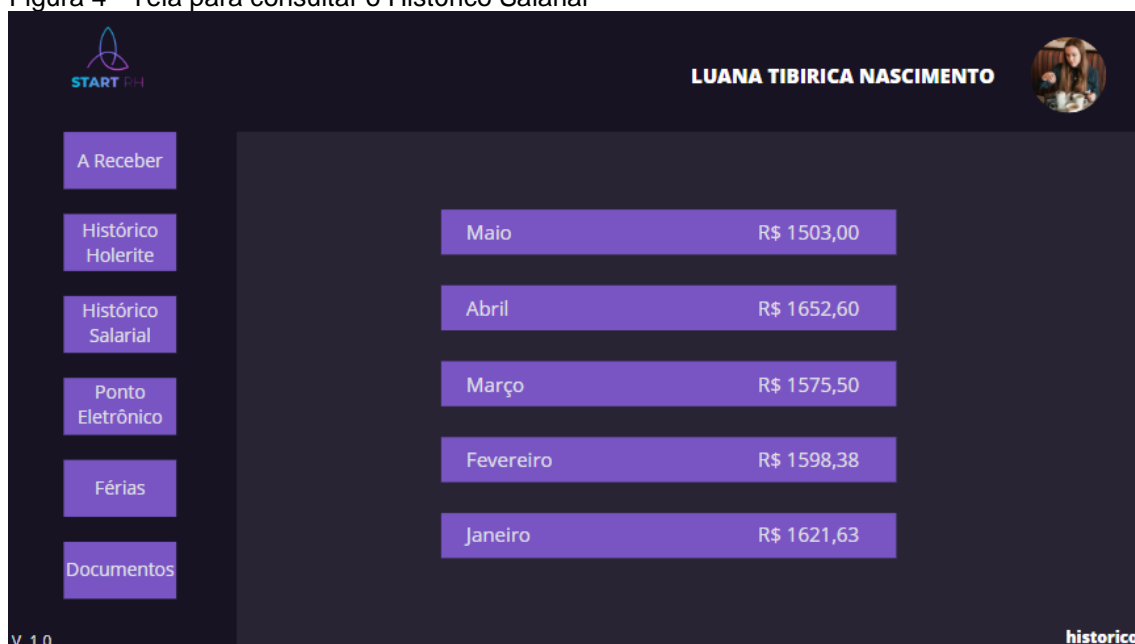 Figura 4 - Tela para consultar o Histórico Salarial
START RH
LUANA TIBIRICA NASCIMENTO
A Receber
Histórico
Holerite
Histórico
Salarial
Ponto
Eletrônico
Férias
Documentos
Maio R$ 1503,00
Abril R$ 1652,60
Março R$ 1575,50
Fevereiro R$ 1598,38
Janeiro R$ 1621,63
V. 1.0
historico